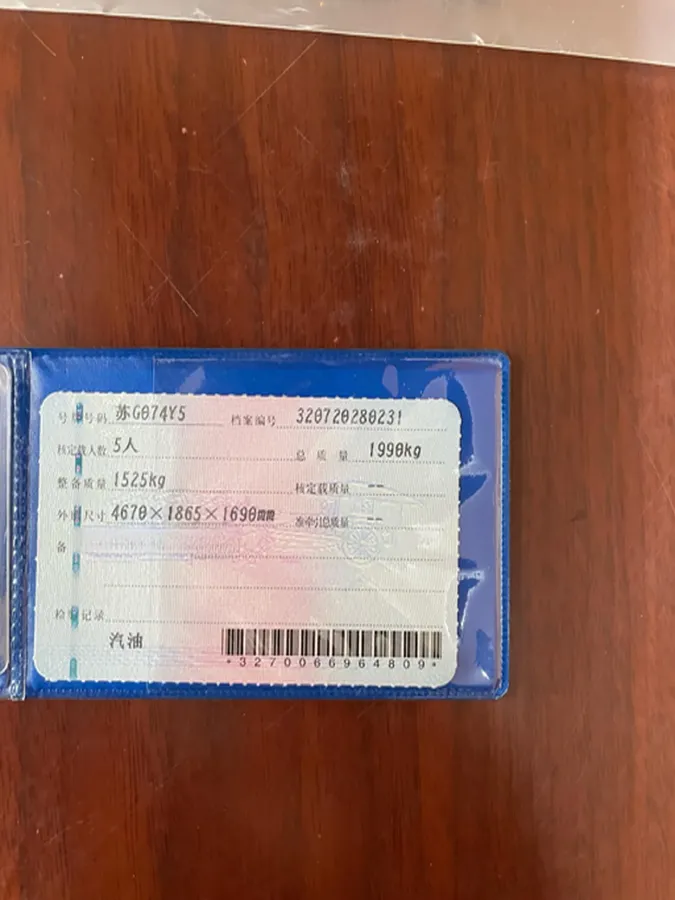 号牌号码 苏G074Y5 档案编号 320720280231
核定载人数 5人 总质量 1990kg
整备质量 1525kg 核定载质量 --
外廓尺寸 4670×1865×1690mm 准牵引总质量 --
备
检验记录
汽油
*3270066964809*